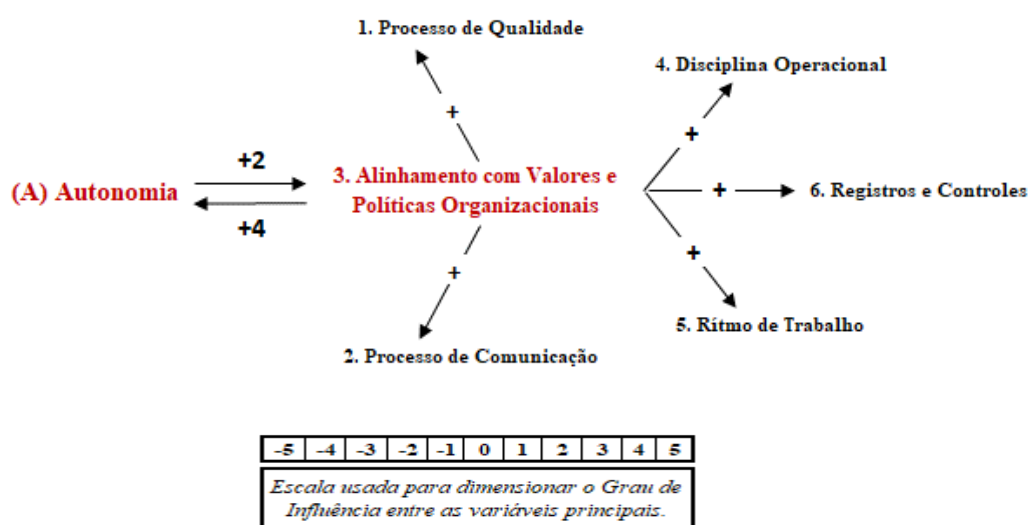 1. Processo de Qualidade
4. Disciplina Operacional
+
+
+2
(A) Autonomia
3. Alinhamento com Valores e
Políticas Organizacionais
+
6. Registros e Controles
+4
+
+
5. Rítmo de Trabalho
2. Processo de Comunicação
-5 -4 -3 -2 -1 0 1 2 3 4 5
Escala usada para dimensionar o Grau de
Influência entre as variáveis principais.